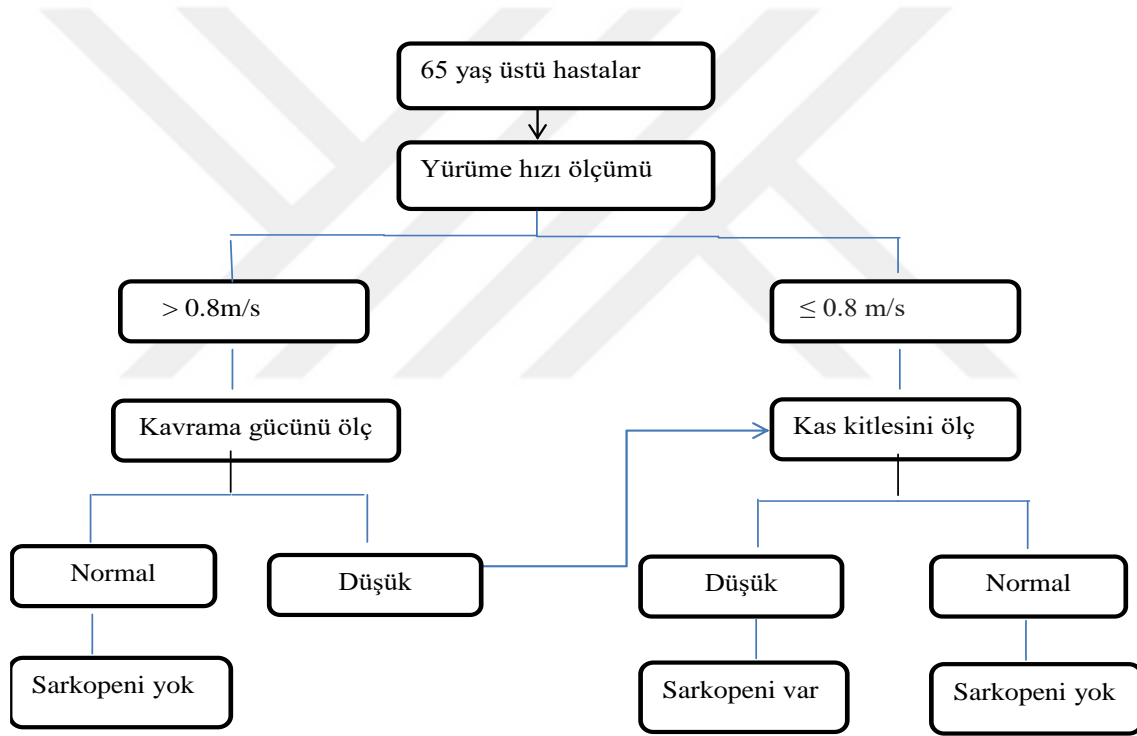 65 yaş üstü hastalar
Yürüme hızı ölçümü
> 0.8m/s
≤ 0.8 m/s
Kavrama gücünü ölç
Kas kitlesini ölç
Normal
Düşük
Düşük
Normal
Sarkopeni yok
Sarkopeni var
Sarkopeni yok